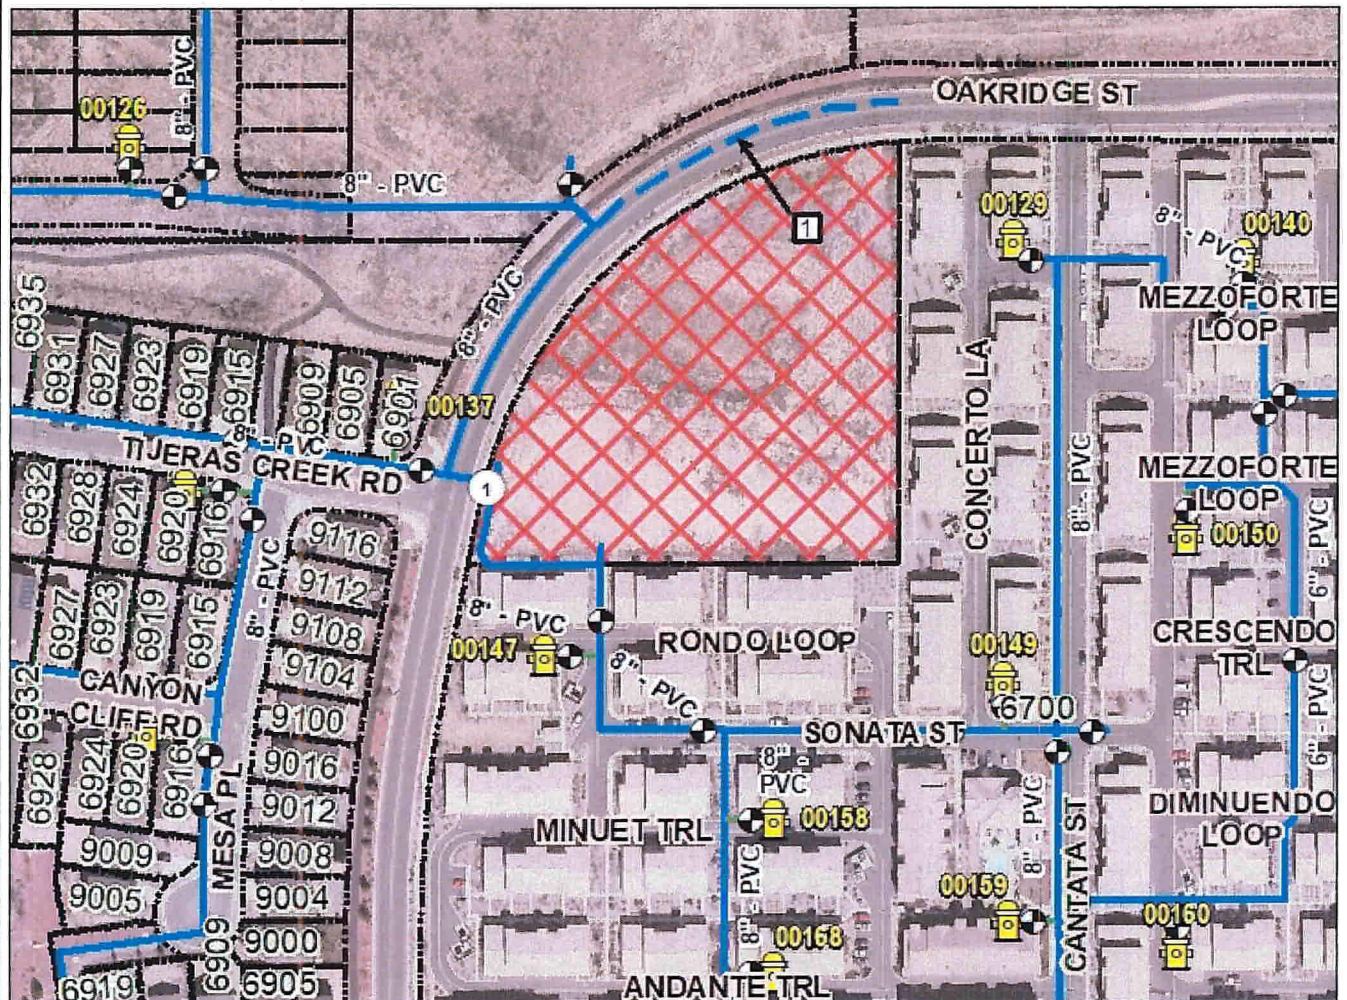 8" - PVC
OAKRIDGE ST
00126
8" - PVC
1
00129
8" - PVC
00140
8" - PVC
MEZZOFORTE
LOOP
6935
6931
6927
6923
6919
6915
6909
6905
6901
00137
8" - PVC
TIJERAS CREEK RD
CONCERTO LA
8" - PVC
MEZZOFORTE
LOOP
1
6932
6928
6924
6920
6916
9116
00150
6" - PVC
9112
8" - PVC
6927
6923
6919
6915
9108
8" - PVC
00147
RONDO LOOP
00149
CRESCENDO
TRL
9104
8" - PVC
CANYON
CLIFF RD
6932
9100
6700
SONATA ST
6" - PVC
6928
6924
6920
6916
9016
8"
PVC
MESA PL
9012
MINUET TRL
00158
8" - PVC
CANTATA ST
DIMINUENDO
LOOP
9009
9008
8" - PVC
9005
9004
00159
00160
6909
9000
00168
6919
6905
ANDANTE TRL